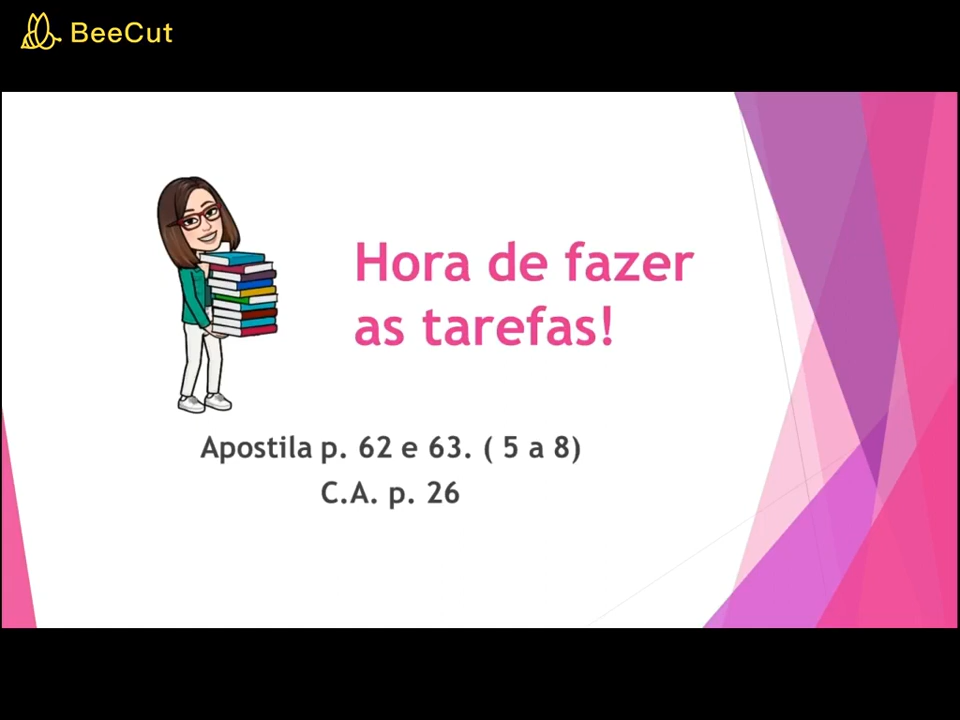 BeeCut
Hora de fazer
as tarefas!
Apostila p. 62 e 63. ( 5 a 8)
C.A. p. 26